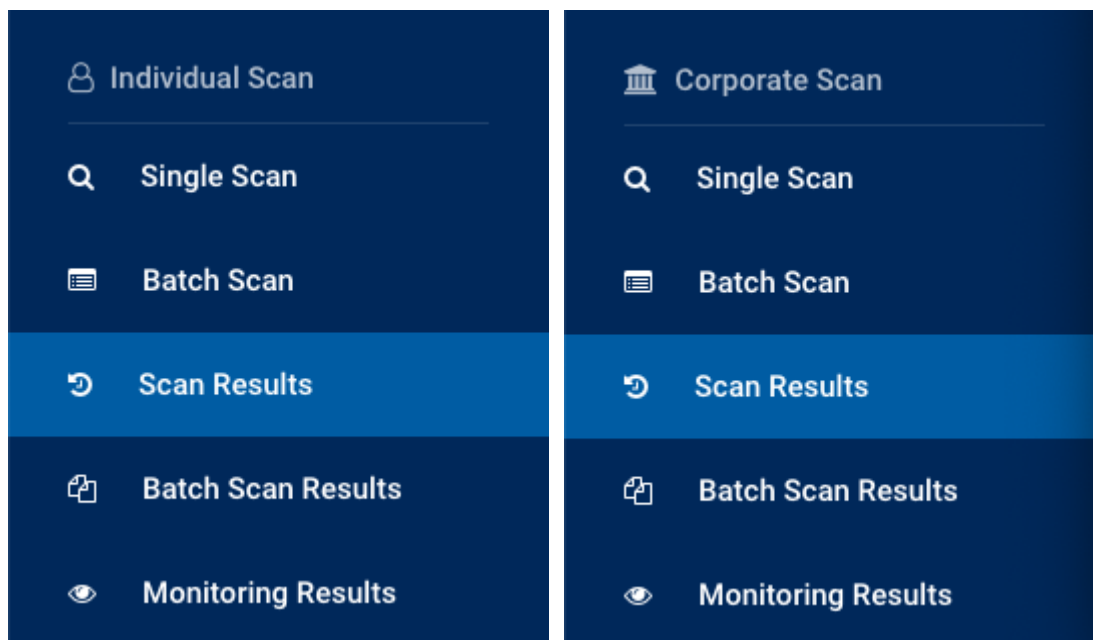 Individual Scan
Single Scan
Batch Scan
Scan Results
Batch Scan Results
Monitoring Results
Corporate Scan
Single Scan
Batch Scan
Scan Results
Batch Scan Results
Monitoring Results